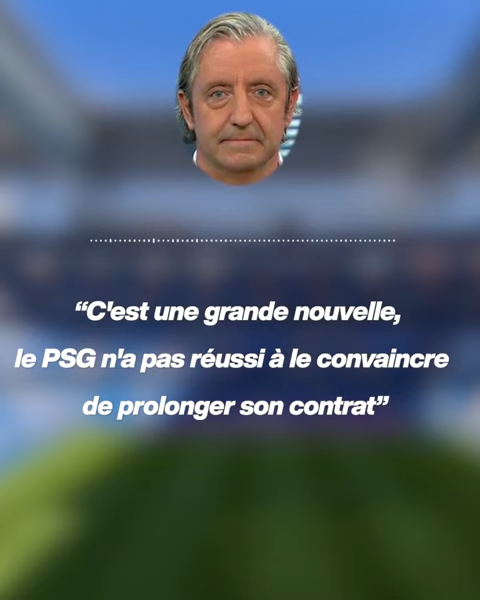 “C'est une grande nouvelle,
le PSG n'a pas réussi à le convaincre
de prolonger son contrat”